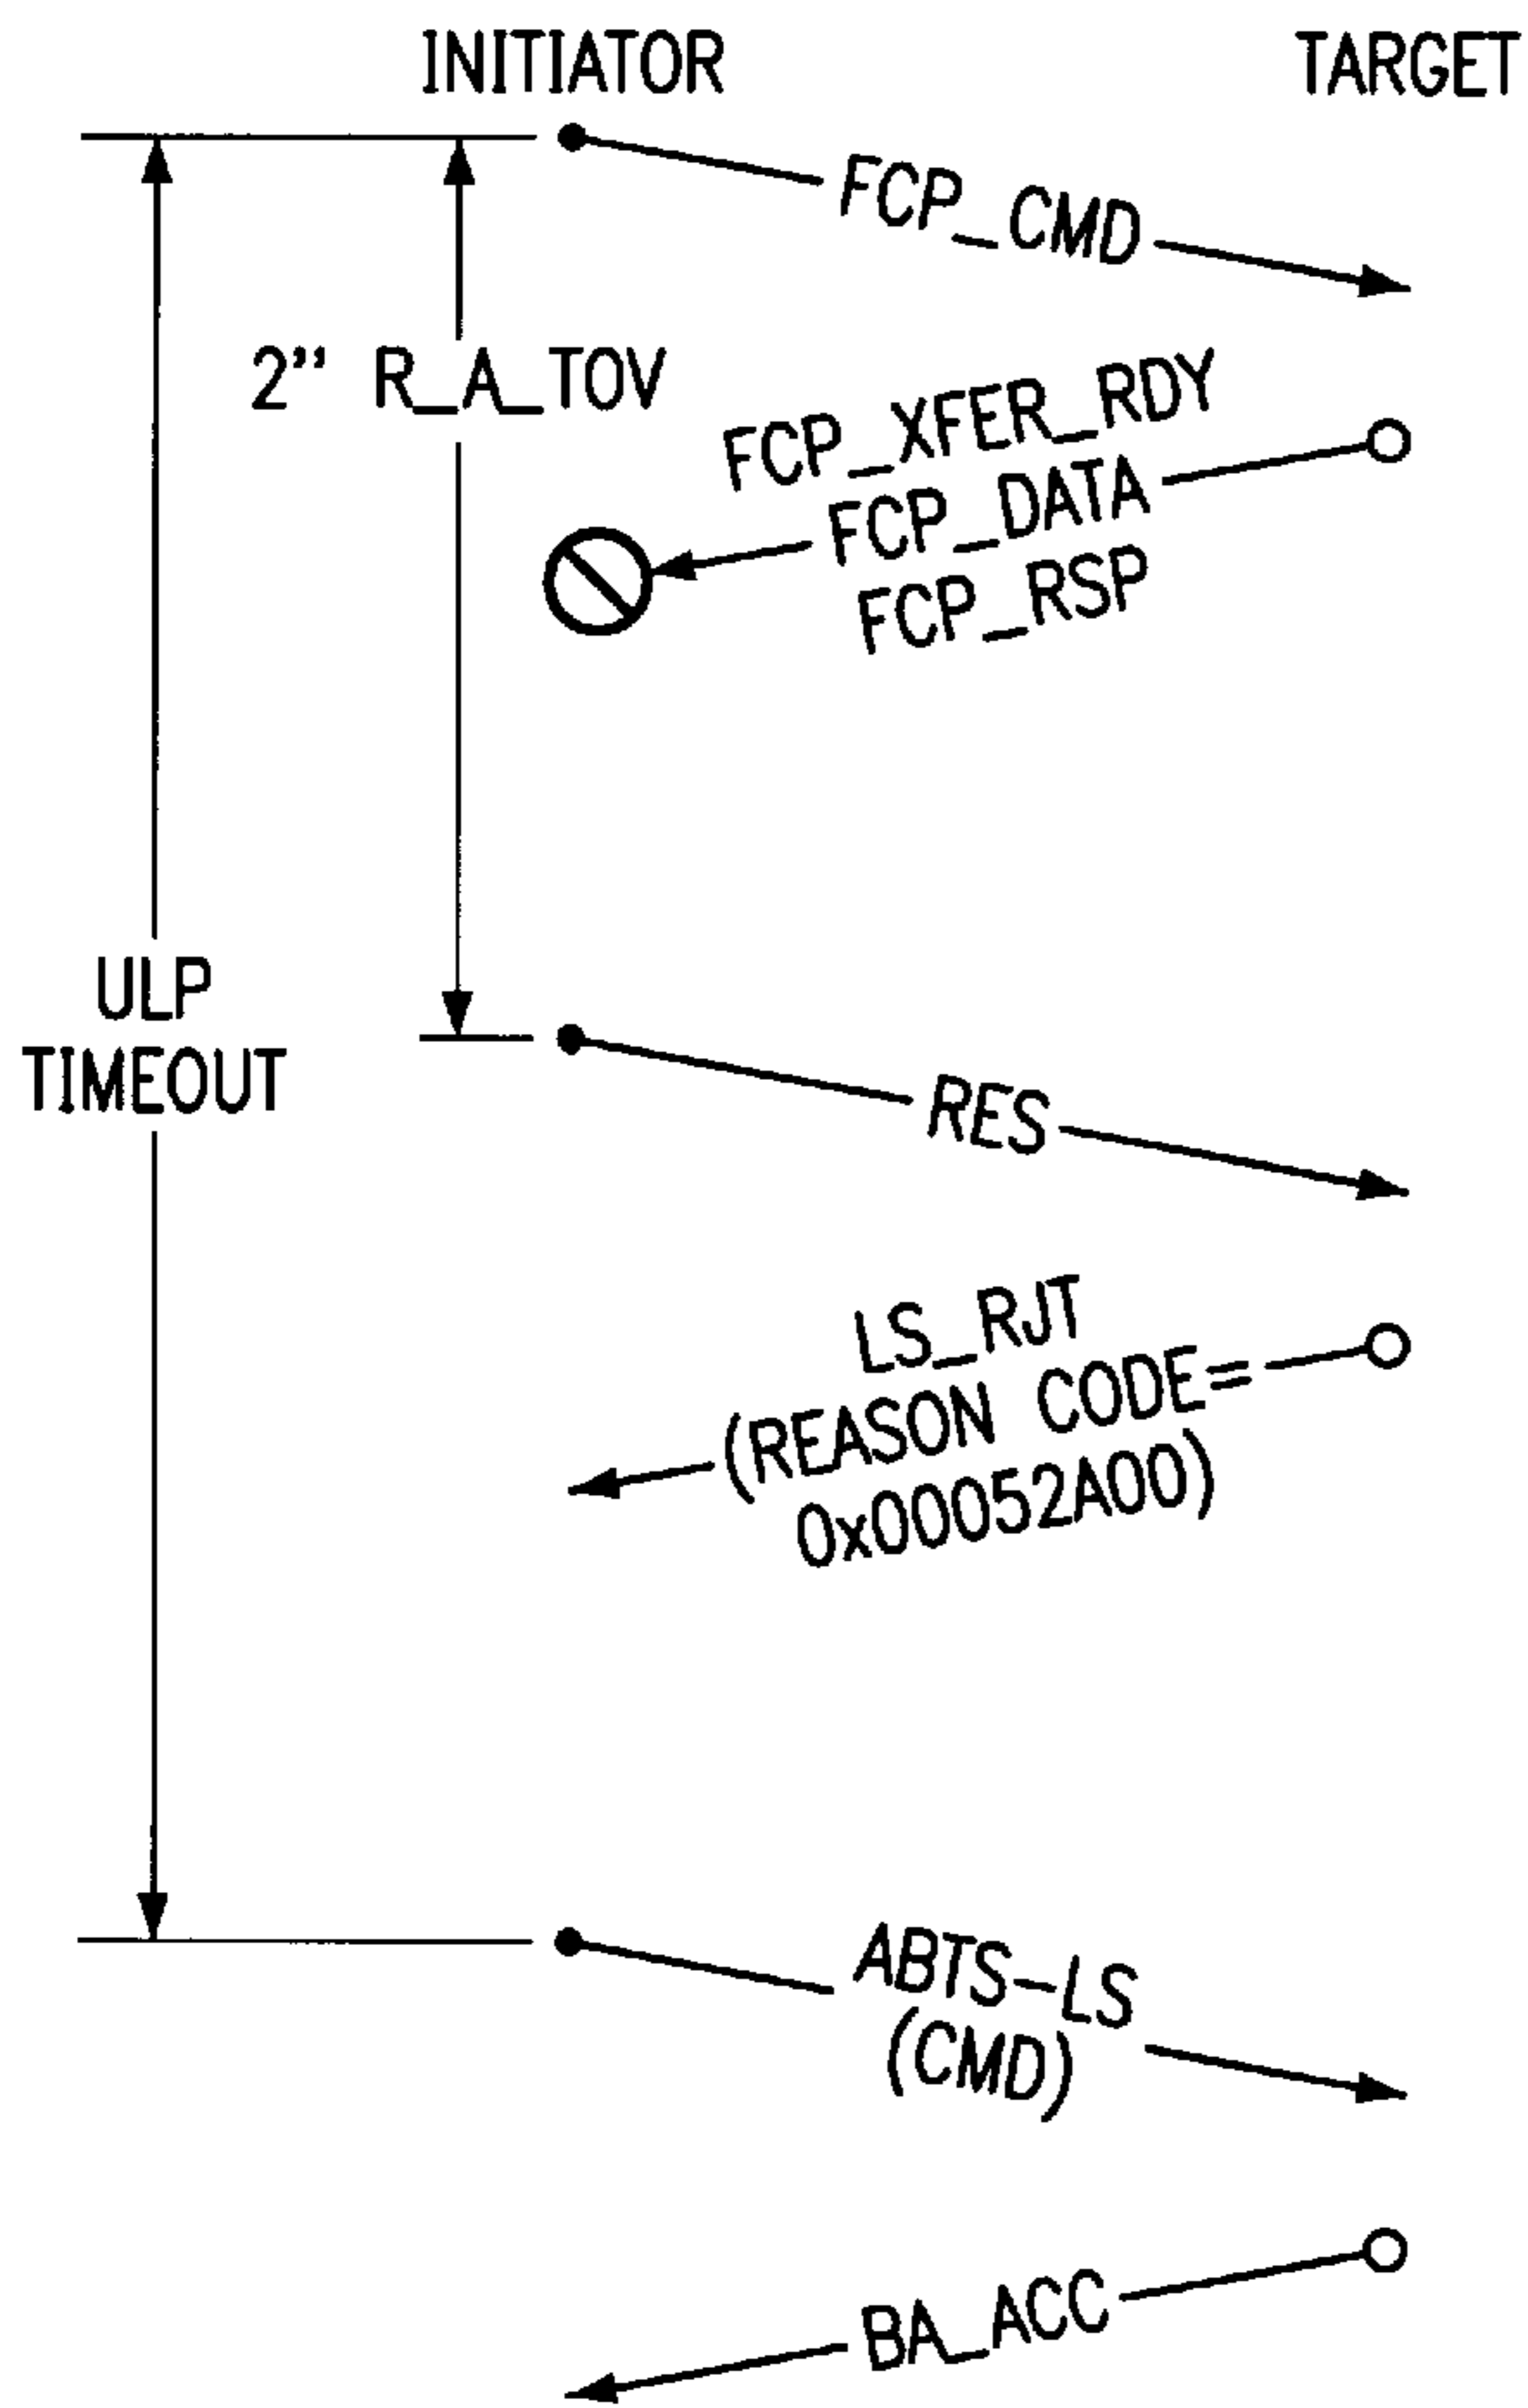 INITIATOR TARGET
FCP_CMD
2" R_A_TOV
FCP_XFER_RDY
FCP_DATA
FCP_RSP
ULP
TIMEOUT
RES
LS_RJT
(REASON CODE=
0x00052A00)
ABTS-LS
(CMD)
BA_ACC